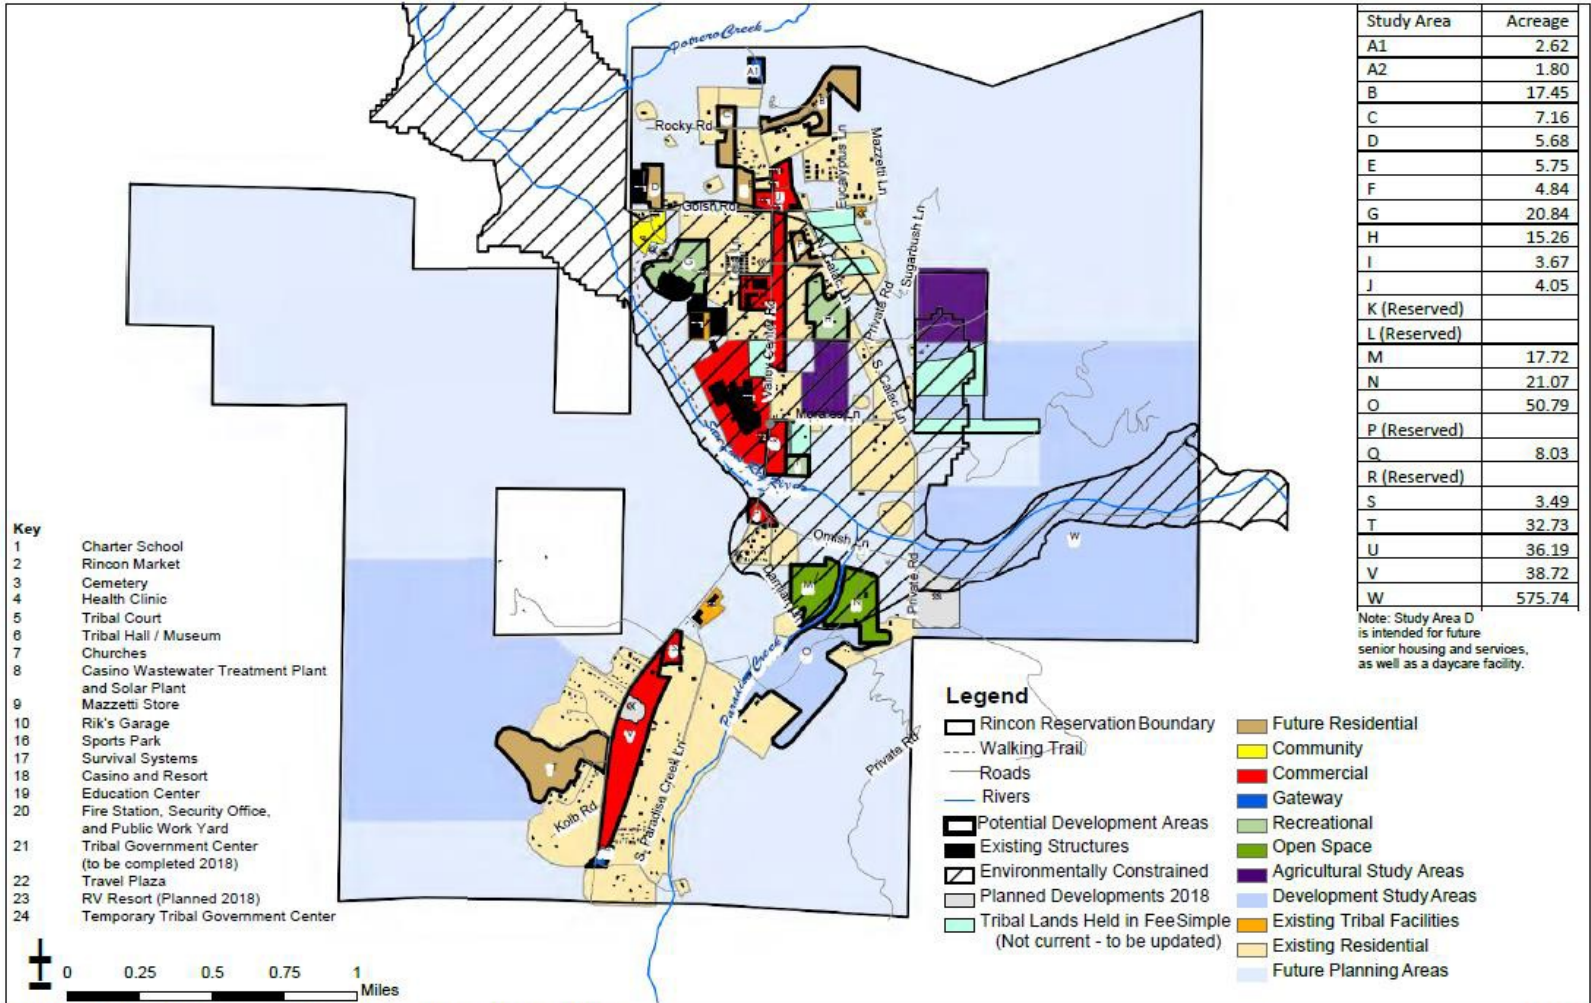 Potrero Creek
A1
B
C
Rocky Rd
Eucalyptus Ln
Mazzetti Ln
D
U
Golsh Rd
F
G
N. Calac Ln
Sugarbush Ln
Private Rd
H
Valley Center Rd
S. Calac Ln
Morales Ln
San Luis Rey River
Omish Ln
W
Private Rd
M
N
O
Paradise Creek
V
T
Kolb Rd
S. Paradise Creek Ln
Private Rd
Study Area Acreage
A1 2.62
A2 1.80
B 17.45
C 7.16
D 5.68
E 5.75
F 4.84
G 20.84
H 15.26
I 3.67
J 4.05
K (Reserved)
L (Reserved)
M 17.72
N 21.07
O 50.79
P (Reserved)
Q 8.03
R (Reserved)
S 3.49
T 32.73
U 36.19
V 38.72
W 575.74
Note: Study Area D
is intended for future
senior housing and services,
as well as a daycare facility.
Key
1 Charter School
2 Rincon Market
3 Cemetery
4 Health Clinic
5 Tribal Court
6 Tribal Hall / Museum
7 Churches
8 Casino Wastewater Treatment Plant
and Solar Plant
9 Mazzetti Store
10 Rik's Garage
16 Sports Park
17 Survival Systems
18 Casino and Resort
19 Education Center
20 Fire Station, Security Office,
and Public Work Yard
21 Tribal Government Center
(to be completed 2018)
22 Travel Plaza
23 RV Resort (Planned 2018)
24 Temporary Tribal Government Center
0 0.25 0.5 0.75 1
Miles
Legend
Rincon Reservation Boundary
Walking Trail
Roads
Rivers
Potential Development Areas
Existing Structures
Environmentally Constrained
Planned Developments 2018
Tribal Lands Held in Fee Simple
(Not current - to be updated)
Future Residential
Community
Commercial
Gateway
Recreational
Open Space
Agricultural Study Areas
Development Study Areas
Existing Tribal Facilities
Existing Residential
Future Planning Areas